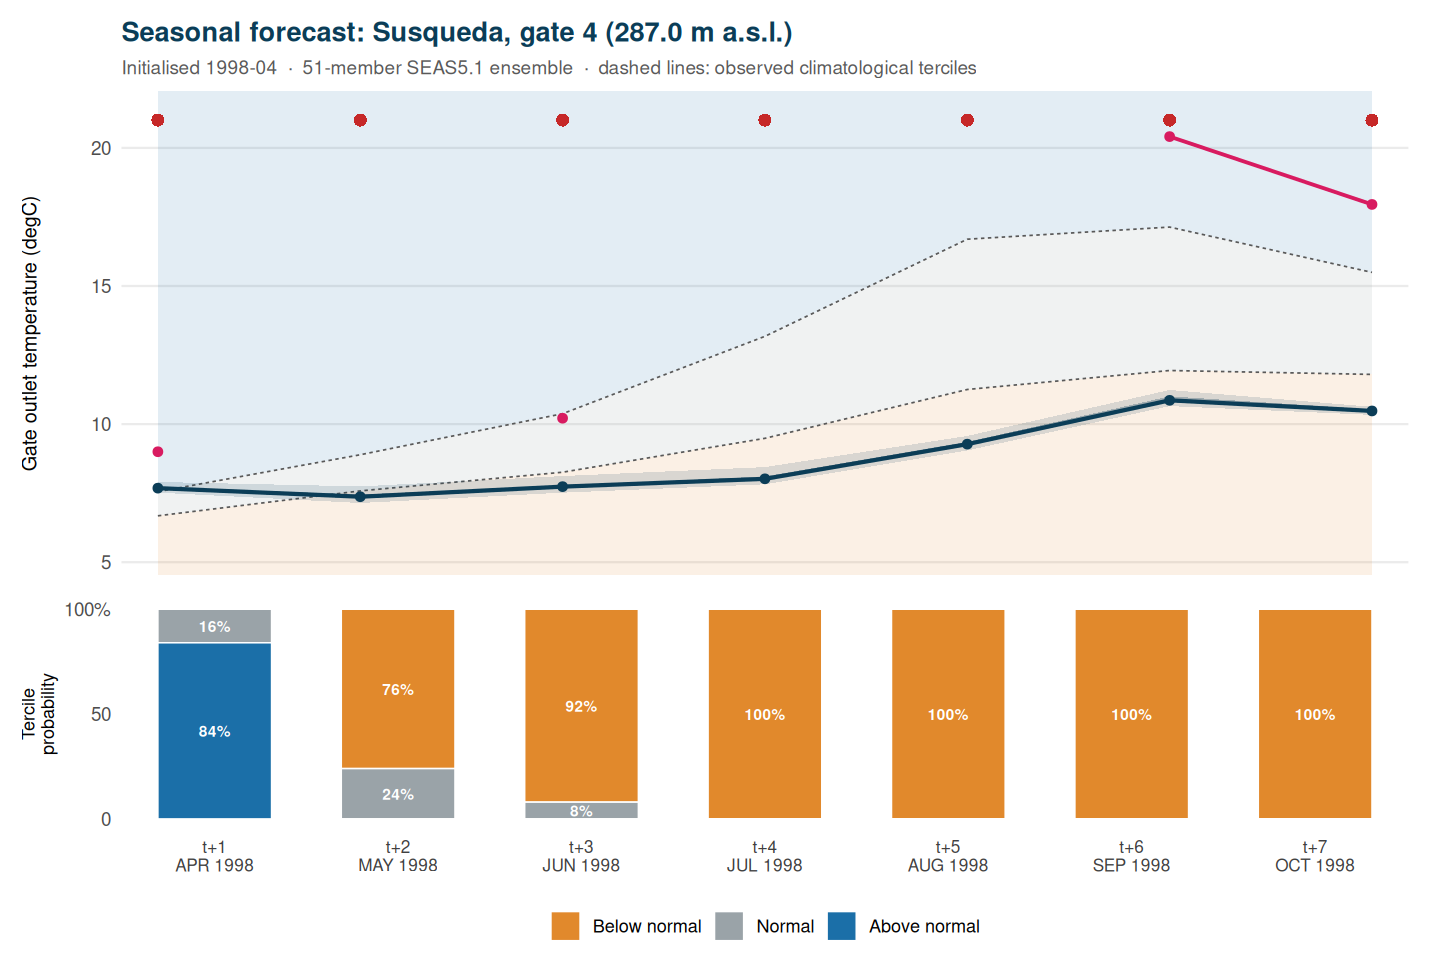 Seasonal forecast: Susqueda, gate 4 (287.0 m a.s.l.)
Initialised 1998-04 · 51-member SEAS5.1 ensemble · dashed lines: observed climatological terciles
Gate outlet temperature (degC)
20
15
10
5
Tercile
probability
100%
50
0
16%
84%
76%
24%
92%
8%
100%
100%
100%
100%
t+1
APR 1998
t+2
MAY 1998
t+3
JUN 1998
t+4
JUL 1998
t+5
AUG 1998
t+6
SEP 1998
t+7
OCT 1998
Below normal
Normal
Above normal